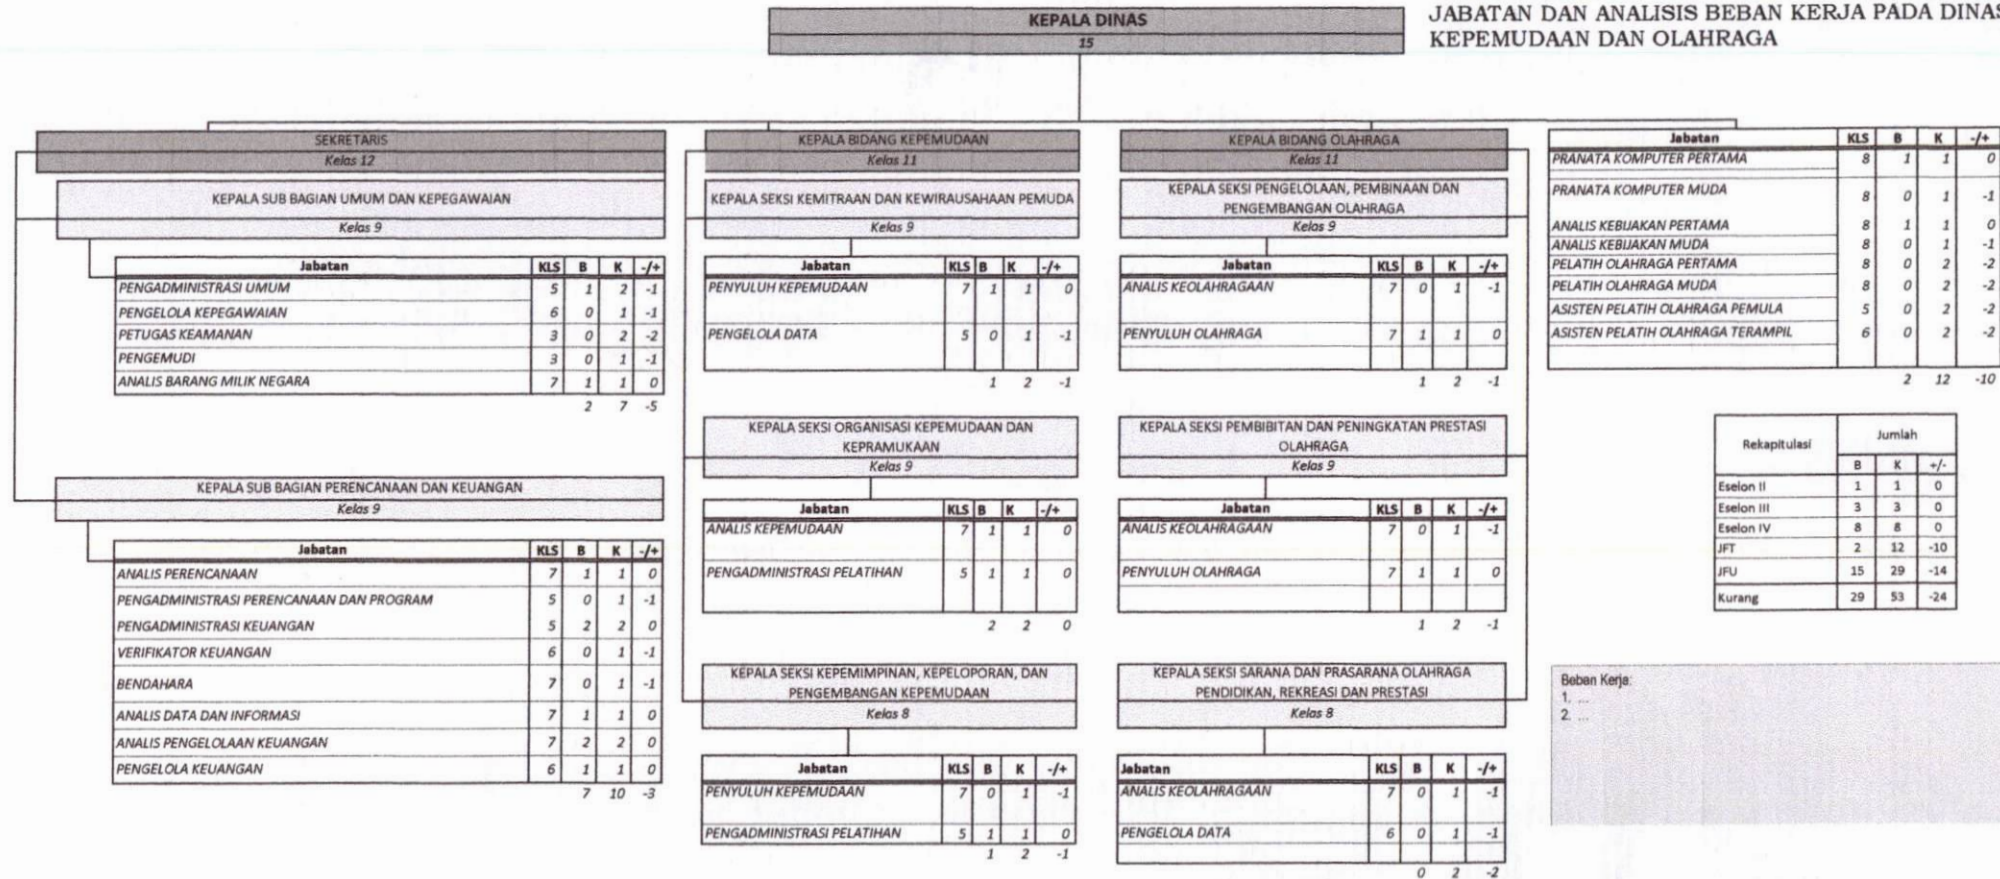 KEPALA DINAS
15
JABATAN DAN ANALISIS BEBAN KERJA PADA DINAS
KEPEMUDAAN DAN OLAHRAGA
SEKRETARIS
Kelas 12
KEPALA SUB BAGIAN UMUM DAN KEPEGAWAIAN
Kelas 9
Jabatan KLS B K -/+
PENGADMINISTRASI UMUM 5 1 2 -1
PENGELOLA KEPEGAWAIAN 6 0 1 -1
PETUGAS KEAMANAN 3 0 2 -2
PENGEMUDI 3 0 1 -1
ANALIS BARANG MILIK NEGARA 7 1 1 0
2 7 -5
KEPALA SUB BAGIAN PERENCANAAN DAN KEUANGAN
Kelas 9
Jabatan KLS B K -/+
ANALIS PERENCANAAN 7 1 1 0
PENGADMINISTRASI PERENCANAAN DAN PROGRAM 5 0 1 -1
PENGADMINISTRASI KEUANGAN 5 2 2 0
VERIFIKATOR KEUANGAN 6 0 1 -1
BENDAHARA 7 0 1 -1
ANALIS DATA DAN INFORMASI 7 1 1 0
ANALIS PENGELOLAAN KEUANGAN 7 2 2 0
PENGELOLA KEUANGAN 6 1 1 0
7 10 -3
KEPALA BIDANG KEPEMUDAAN
Kelas 11
KEPALA SEKSI KEMITRAAN DAN KEWIRAUSAHAAN PEMUDA
Kelas 9
Jabatan KLS B K -/+
PENYULUH KEPEMUDAAN 7 1 1 0
PENGELOLA DATA 5 0 1 -1
1 2 -1
KEPALA SEKSI ORGANISASI KEPEMUDAAN DAN
KEPRAMUKAAN
Kelas 9
Jabatan KLS B K -/+
ANALIS KEPEMUDAAN 7 1 1 0
PENGADMINISTRASI PELATIHAN 5 1 1 0
2 2 0
KEPALA SEKSI KEPEMIMPINAN, KEPELOPORAN, DAN
PENGEMBANGAN KEPEMUDAAN
Kelas 8
Jabatan KLS B K -/+
PENYULUH KEPEMUDAAN 7 0 1 -1
PENGADMINISTRASI PELATIHAN 5 1 1 0
1 2 -1
KEPALA BIDANG OLAHRAGA
Kelas 11
KEPALA SEKSI PENGELOLAAN, PEMBINAAN DAN
PENGEMBANGAN OLAHRAGA
Kelas 9
Jabatan KLS B K -/+
ANALIS KEOLAHRAGAAN 7 0 1 -1
PENYULUH OLAHRAGA 7 1 1 0
1 2 -1
KEPALA SEKSI PEMBIBITAN DAN PENINGKATAN PRESTASI
OLAHRAGA
Kelas 9
Jabatan KLS B K -/+
ANALIS KEOLAHRAGAAN 7 0 1 -1
PENYULUH OLAHRAGA 7 1 1 0
1 2 -1
KEPALA SEKSI SARANA DAN PRASARANA OLAHRAGA
PENDIDIKAN, REKREASI DAN PRESTASI
Kelas 8
Jabatan KLS B K -/+
ANALIS KEOLAHRAGAAN 7 0 1 -1
PENGELOLA DATA 6 0 1 -1
0 2 -2
Jabatan KLS B K -/+
PRANATA KOMPUTER PERTAMA 8 1 1 0
PRANATA KOMPUTER MUDA 8 0 1 -1
ANALIS KEBIJAKAN PERTAMA 8 1 1 0
ANALIS KEBIJAKAN MUDA 8 0 1 -1
PELATIH OLAHRAGA PERTAMA 8 0 2 -2
PELATIH OLAHRAGA MUDA 8 0 2 -2
ASISTEN PELATIH OLAHRAGA PEMULA 5 0 2 -2
ASISTEN PELATIH OLAHRAGA TERAMPIL 6 0 2 -2
2 12 -10
Rekapitulasi Jumlah
B K +/-
Eselon II 1 1 0
Eselon III 3 3 0
Eselon IV 8 8 0
JFT 2 12 -10
JFU 15 29 -14
Kurang 29 53 -24
Beban Kerja:
1. ...
2. ...